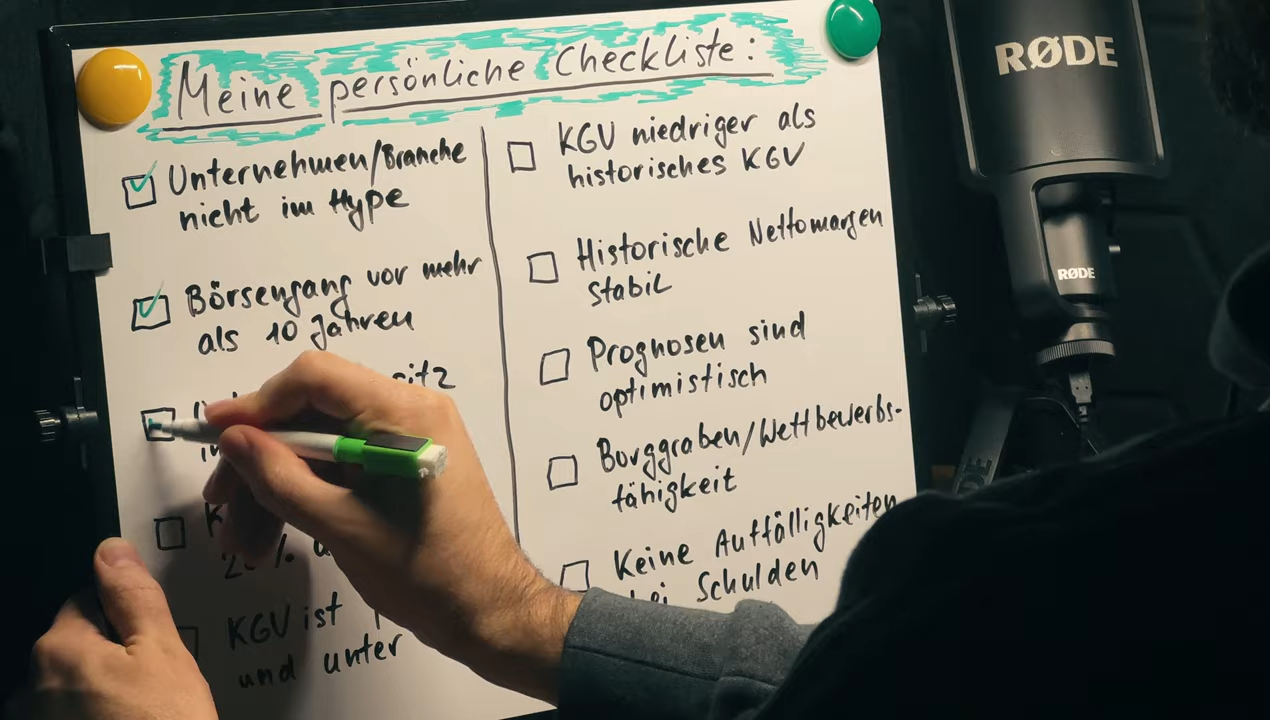 Meine persönliche Checkliste:
Unternehmen/Branche
nicht im Hype
Börsengang vor mehr
als 10 Jahren
20%
KGV ist
und unter
KGV niedriger als
historisches KGV
Historische Nettomargen
stabil
Prognosen sind
optimistisch
Burggraben/Wettbewerbs-
fähigkeit
Keine Auffälligkeiten
bei Schulden
RØDE
RØDE